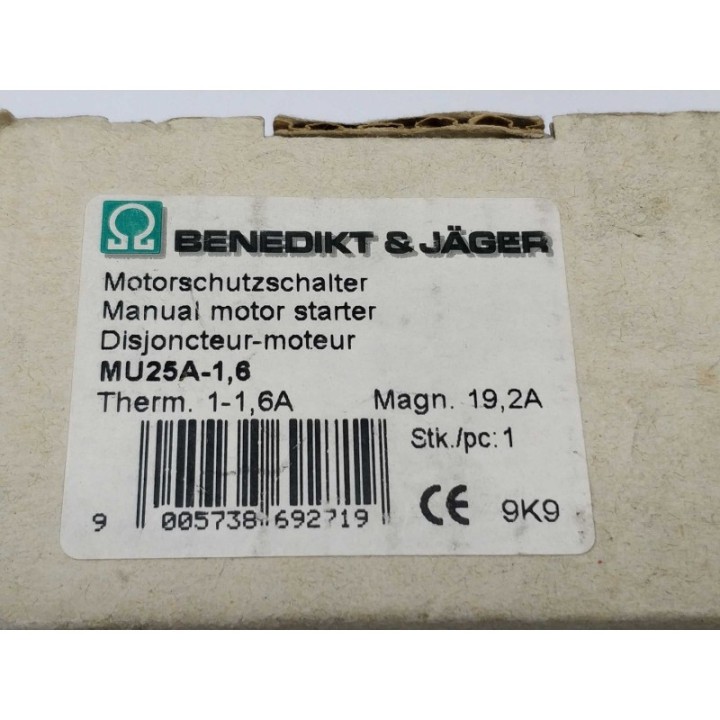 Ω BENEDIKT & JÄGER
Motorschutzschalter
Manual motor starter
Disjoncteur-moteur
MU25A-1,6
Therm. 1-1,6A Magn. 19,2A
Stk./pc: 1
9 005738 692719 CE 9K9